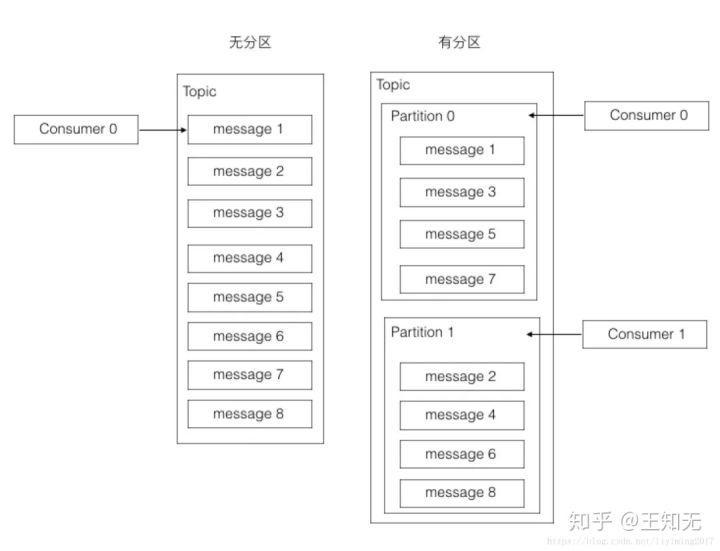 无分区
Topic
Consumer 0
message 1
message 2
message 3
message 4
message 5
message 6
message 7
message 8
有分区
Topic
Partition 0
Consumer 0
message 1
message 3
message 5
message 7
Partition 1
Consumer 1
message 2
message 4
message 6
message 8
知乎 @王知无
https://blog.csdn.net/liyiming2017